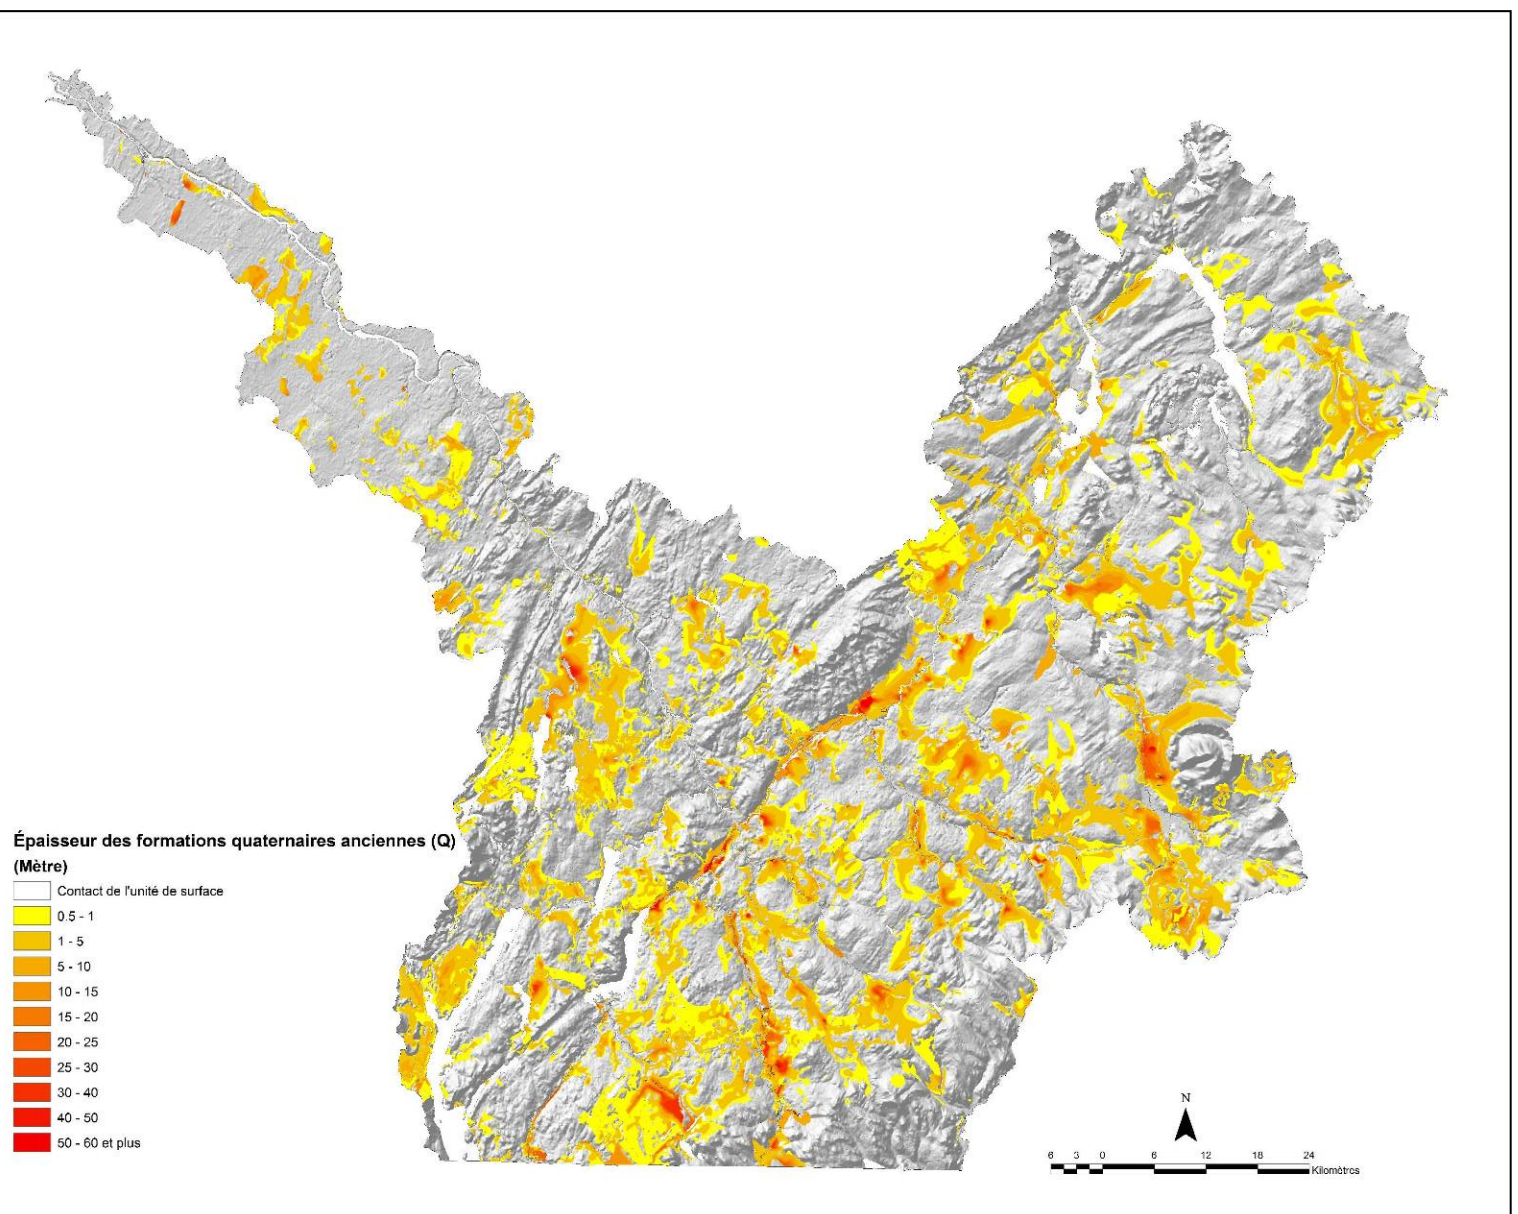 Épaisseur des formations quaternaires anciennes (Q)
(Mètre)
Contact de l'unité de surface
0.5 - 1
1 - 5
5 - 10
10 - 15
15 - 20
20 - 25
25 - 30
30 - 40
40 - 50
50 - 60 et plus
N
6 3 0 6 12 18 24
Kilomètres